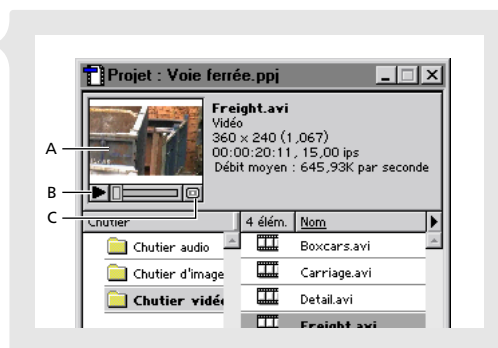 Projet : Voie ferrée.ppj
Freight.avi
Vidéo
360 x 240 (1,067)
00:00:20:11, 15,00 ips
Débit moyen : 645,93K par seconde
A
B
C
Chutier
4 élém.
Nom
Chutier audio
Boxcars.avi
Chutier d'image
Carriage.avi
Chutier vidé
Detail.avi
Freight.avi